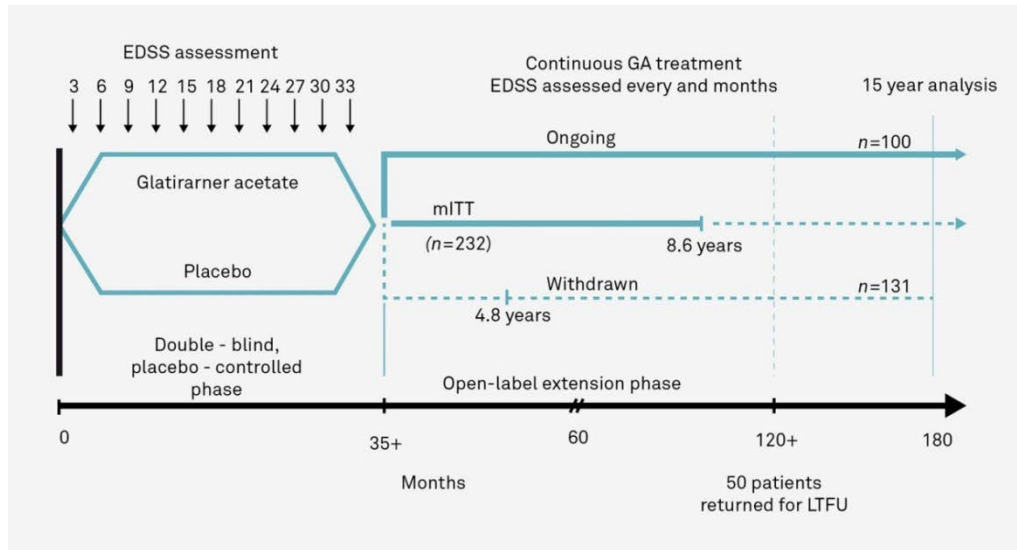 EDSS assessment
3 6 9 12 15 18 21 24 27 30 33
Continuous GA treatment
EDSS assessed every and months
15 year analysis
Glatirarner acetate
Placebo
Double - blind,
placebo - controlled
phase
Ongoing
n=100
mITT
(n=232)
8.6 years
Withdrawn
n=131
4.8 years
Open-label extension phase
0 35+ 60 120+ 180
Months
50 patients
returned for LTFU